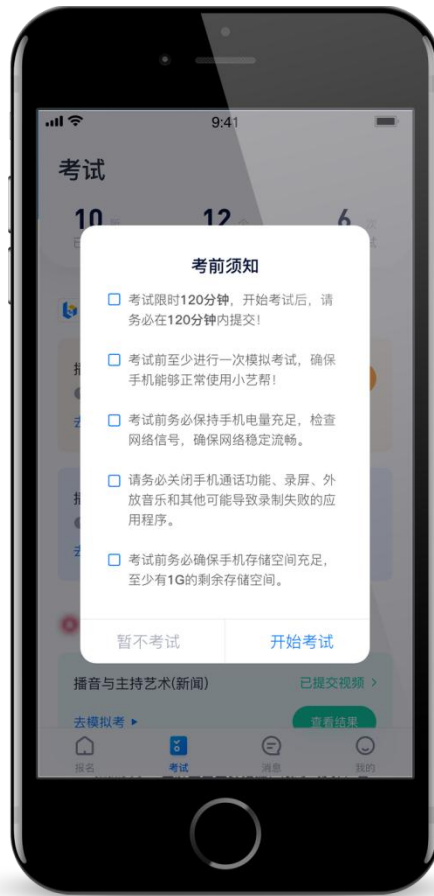 9:41
考试
10
12
6
考前须知
考试限时120分钟，开始考试后，请
务必在120分钟内提交！
考试前至少进行一次模拟考试，确保
手机能够正常使用小艺帮！
考试前务必保持手机电量充足，检查
网络信号，确保网络稳定流畅。
请务必关闭手机通话功能、录屏、外
放音乐和其他可能导致录制失败的应
用程序。
考试前务必确保手机存储空间充足，
至少有1G的剩余存储空间。
暂不考试
开始考试
播音与主持艺术(新闻)
已提交视频 >
去模拟考
查看结果
报名
考试
消息
我的